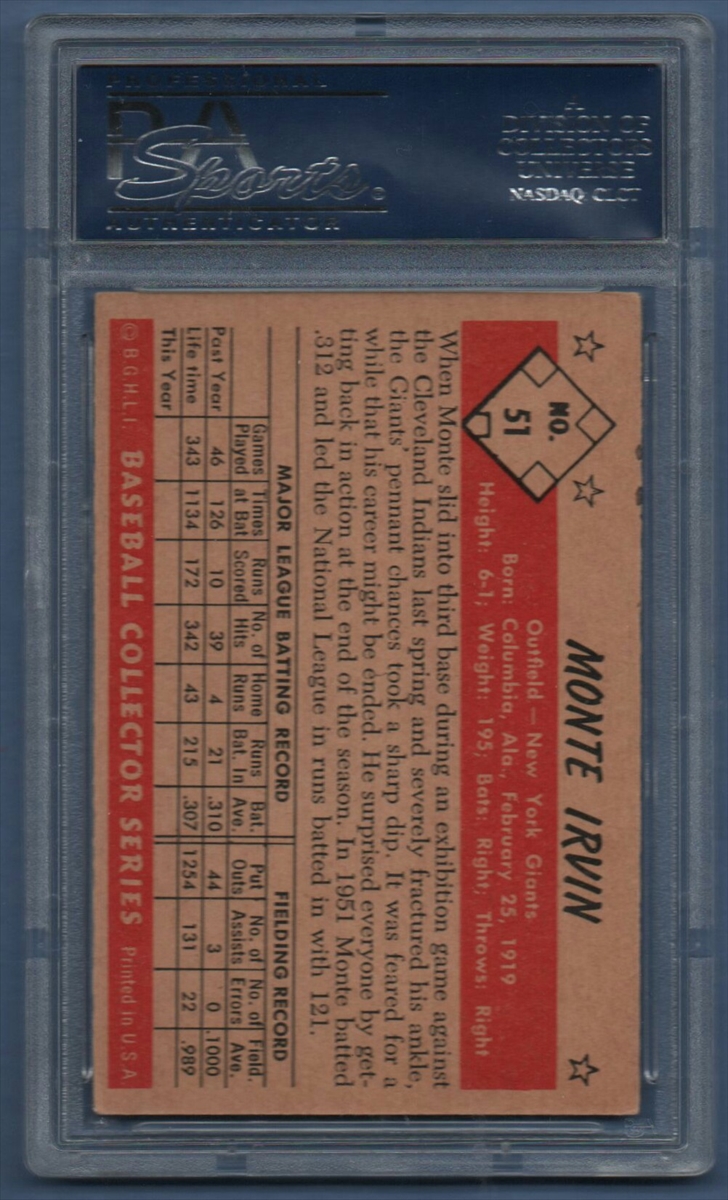 PROFESSIONAL
PSA
Sports
AUTHENTICATOR
A
DIVISION OF
COLLECTORS
UNIVERSE
NASDAQ: CLCT
NO.
51
MONTE IRVIN
Outfield — New York Giants
Born: Columbia, Ala., February 25, 1919
Height: 6-1; Weight: 195; Bats: Right; Throws: Right
When Monte slid into third base during an exhibition game against
the Cleveland Indians last spring and severely fractured his ankle,
the Giants' pennant chances took a sharp dip. It was feared for a
while that his career might be ended. He surprised everyone by get-
ting back in action at the end of the season. In 1951 Monte batted
.312 and led the National League in runs batted in with 121.
MAJOR LEAGUE BATTING RECORD FIELDING RECORD
Games Times Runs No. of Home Runs Bat. Put No. of No. of Field.
Played at Bat Scored Hits Runs Bat. In Ave. Outs Assists Errors Ave.
Past Year 46 126 10 39 4 21 .310 44 3 0 .1000
Life time 343 1134 172 342 43 215 .307 1254 131 22 .989
This Year
© B.G.H.L.I. BASEBALL COLLECTOR SERIES Printed in U.S.A